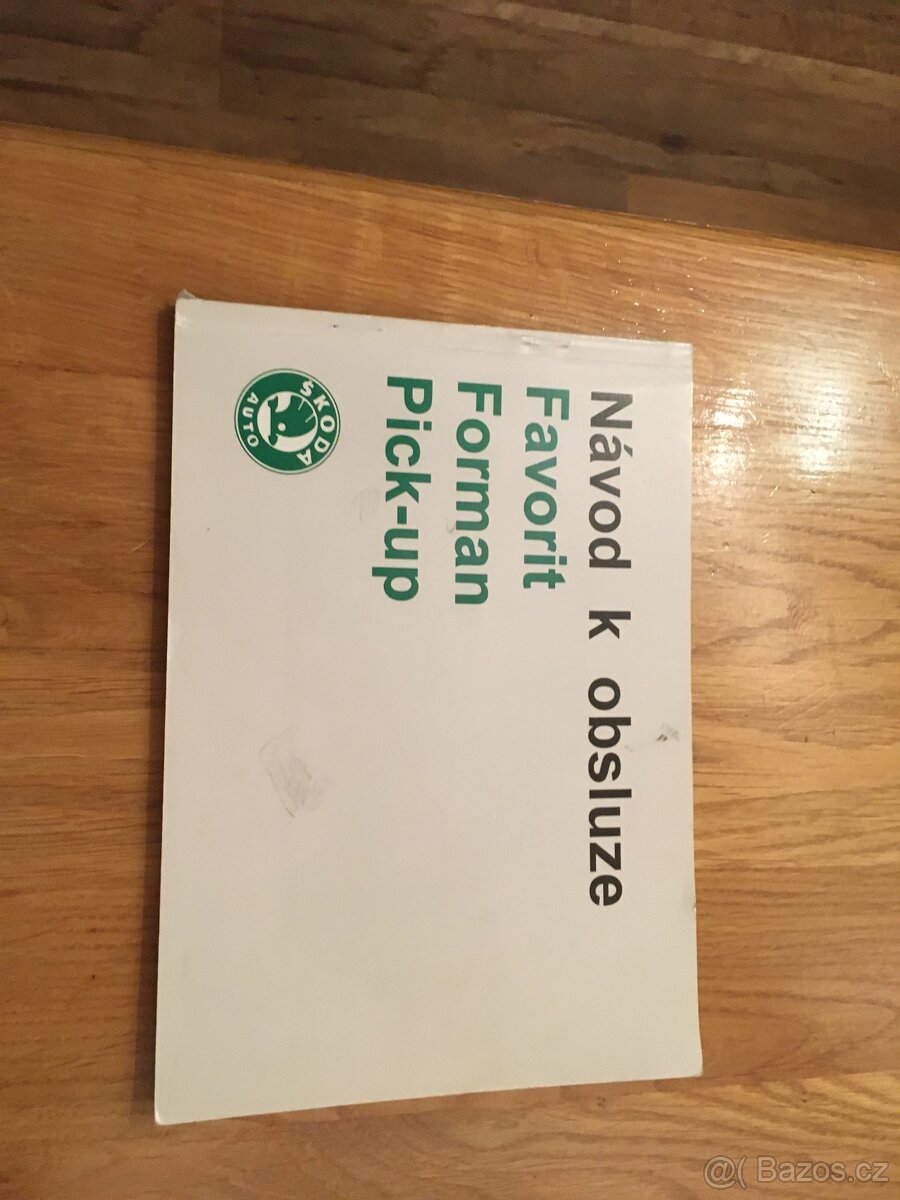 Návod k obsluze
Favorit
Forman
Pick-up
ŠKODA
AUTO
@( Bazos.cz